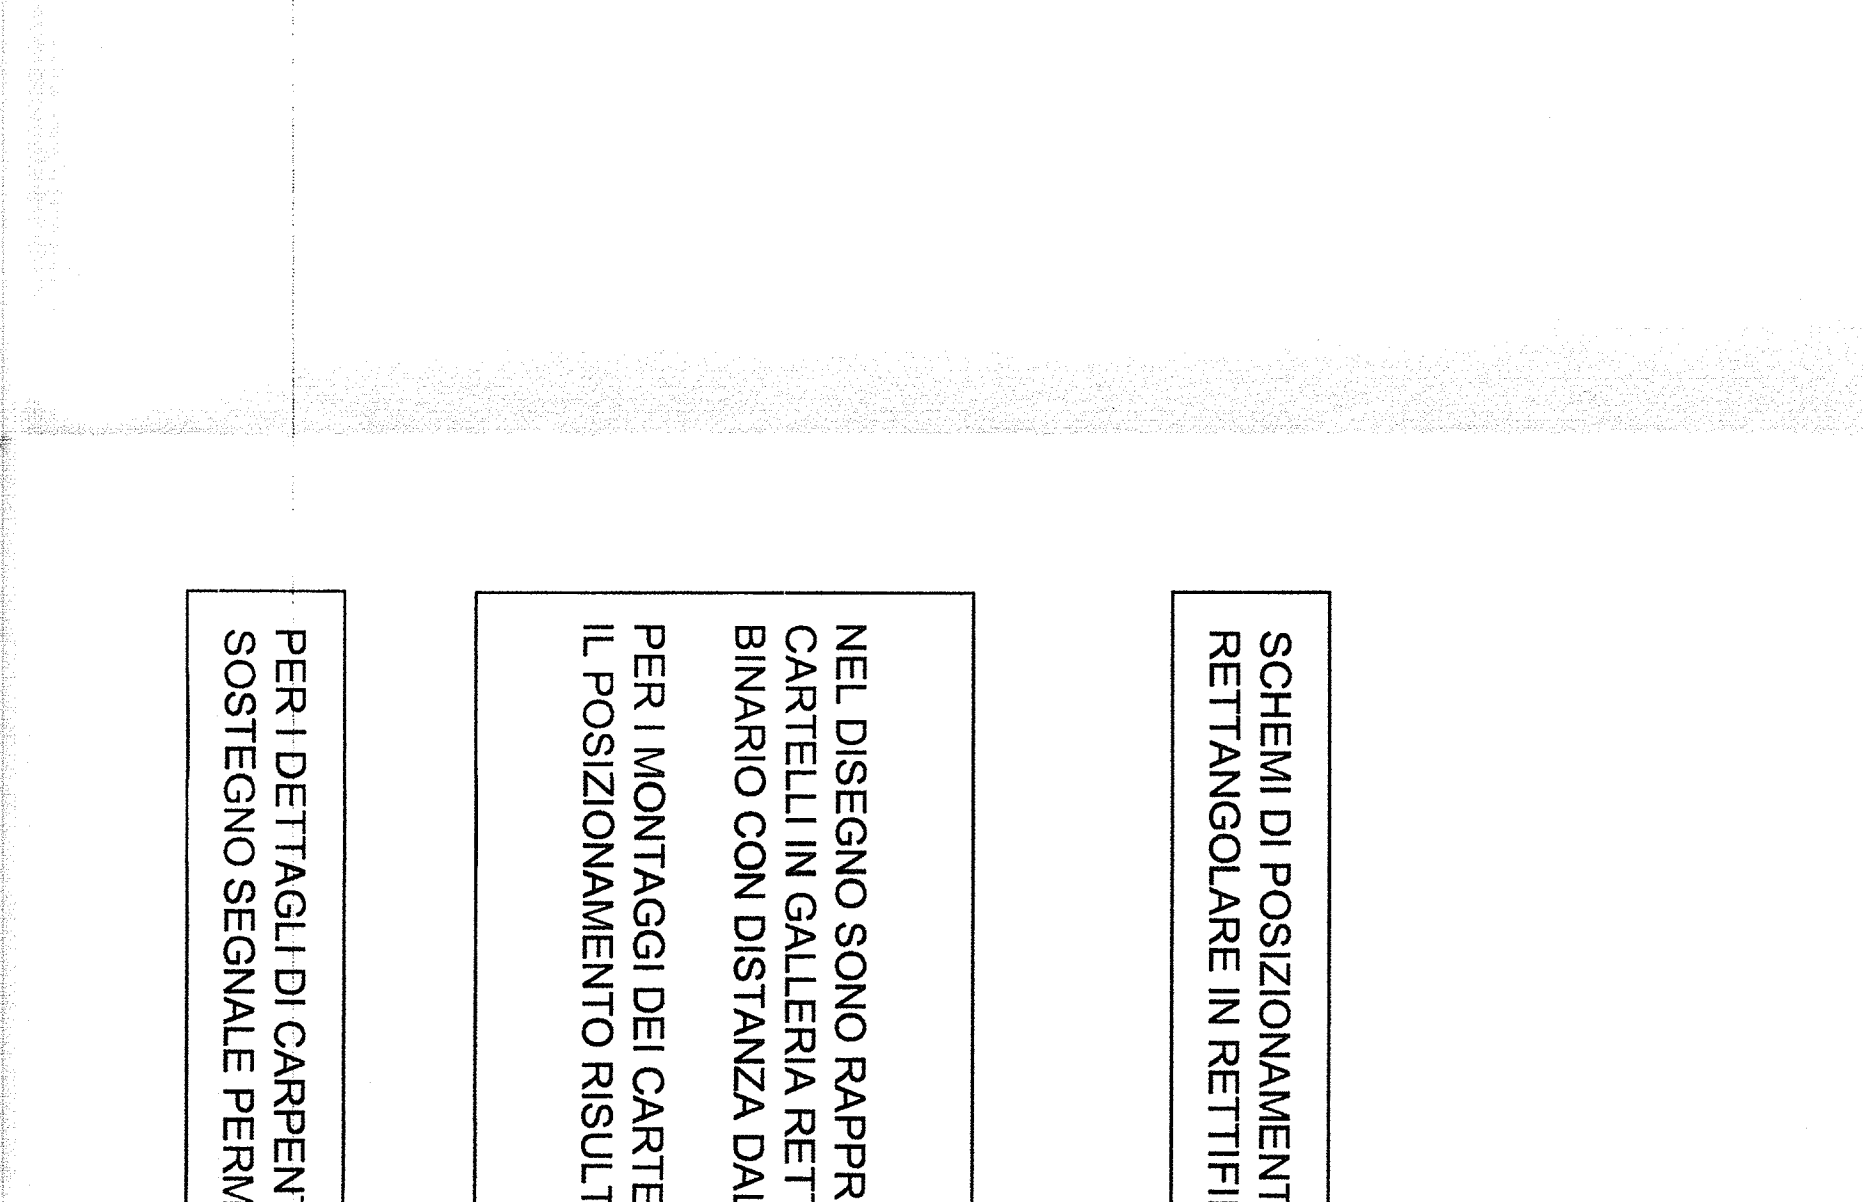 SCHEMI DI POSIZIONAMENT
RETTANGOLARE IN RETTIFI
NEL DISEGNO SONO RAPPR
CARTELLI IN GALLERIA RETT
BINARIO CON DISTANZA DAL
PER I MONTAGGI DEI CARTE
IL POSIZIONAMENTO RISULT
PER I DETTAGLI DI CARPENT
SOSTEGNO SEGNALE PERM